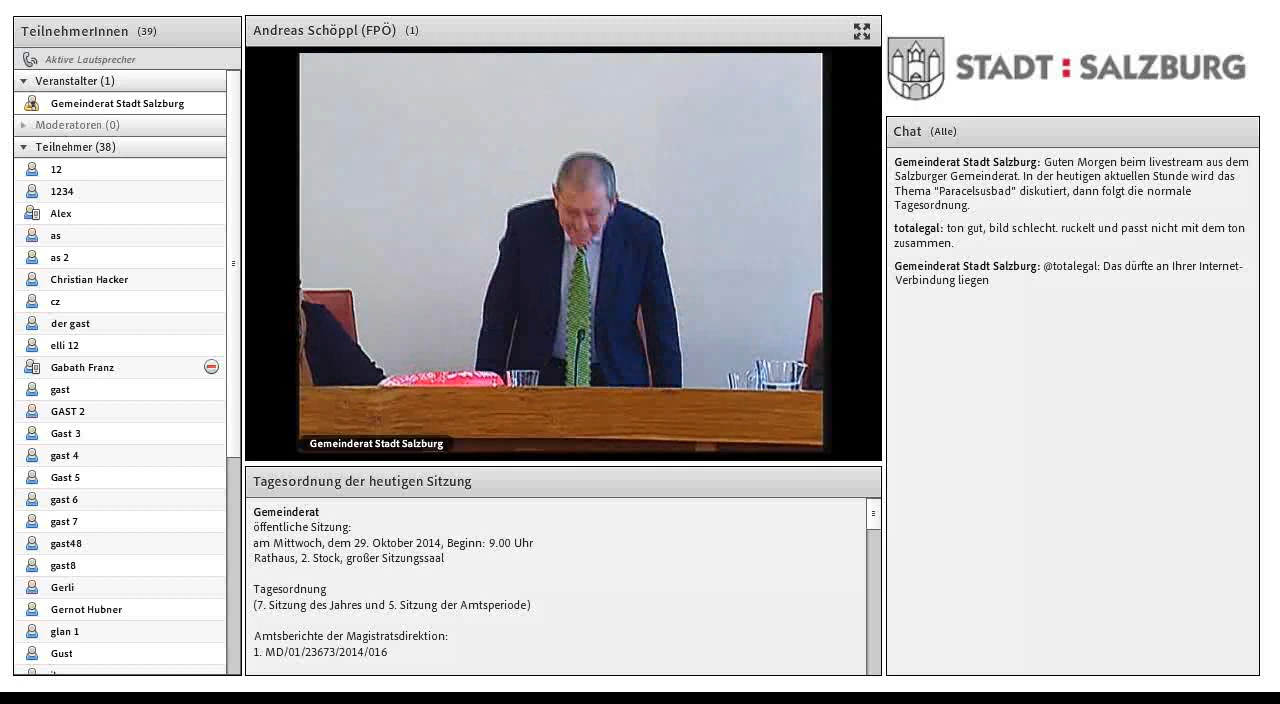 TeilnehmerInnen (39)
Aktive Lautsprecher
Veranstalter (1)
Gemeinderat Stadt Salzburg
Moderatoren (0)
Teilnehmer (38)
12
1234
Alex
as
as 2
Christian Hacker
cz
der gast
elli 12
Gabath Franz
gast
GAST 2
Gast 3
gast 4
Gast 5
gast 6
gast 7
gast48
gast8
Gerli
Gernot Hubner
glan 1
Gust
Andreas Schöppl (FPÖ) (1)
Gemeinderat Stadt Salzburg
Tagesordnung der heutigen Sitzung
Gemeinderat
öffentliche Sitzung:
am Mittwoch, dem 29. Oktober 2014, Beginn: 9.00 Uhr
Rathaus, 2. Stock, großer Sitzungssaal
Tagesordnung
(7. Sitzung des Jahres und 5. Sitzung der Amtsperiode)
Amtsberichte der Magistratsdirektion:
1. MD/01/23673/2014/016
STADT : SALZBURG
Chat (Alle)
Gemeinderat Stadt Salzburg: Guten Morgen beim livestream aus dem
Salzburger Gemeinderat. In der heutigen aktuellen Stunde wird das
Thema "Paracelsusbad" diskutiert, dann folgt die normale
Tagesordnung.
totalegal: ton gut, bild schlecht. ruckelt und passt nicht mit dem ton
zusammen.
Gemeinderat Stadt Salzburg: @totalegal: Das dürfte an Ihrer Internet-
Verbindung liegen